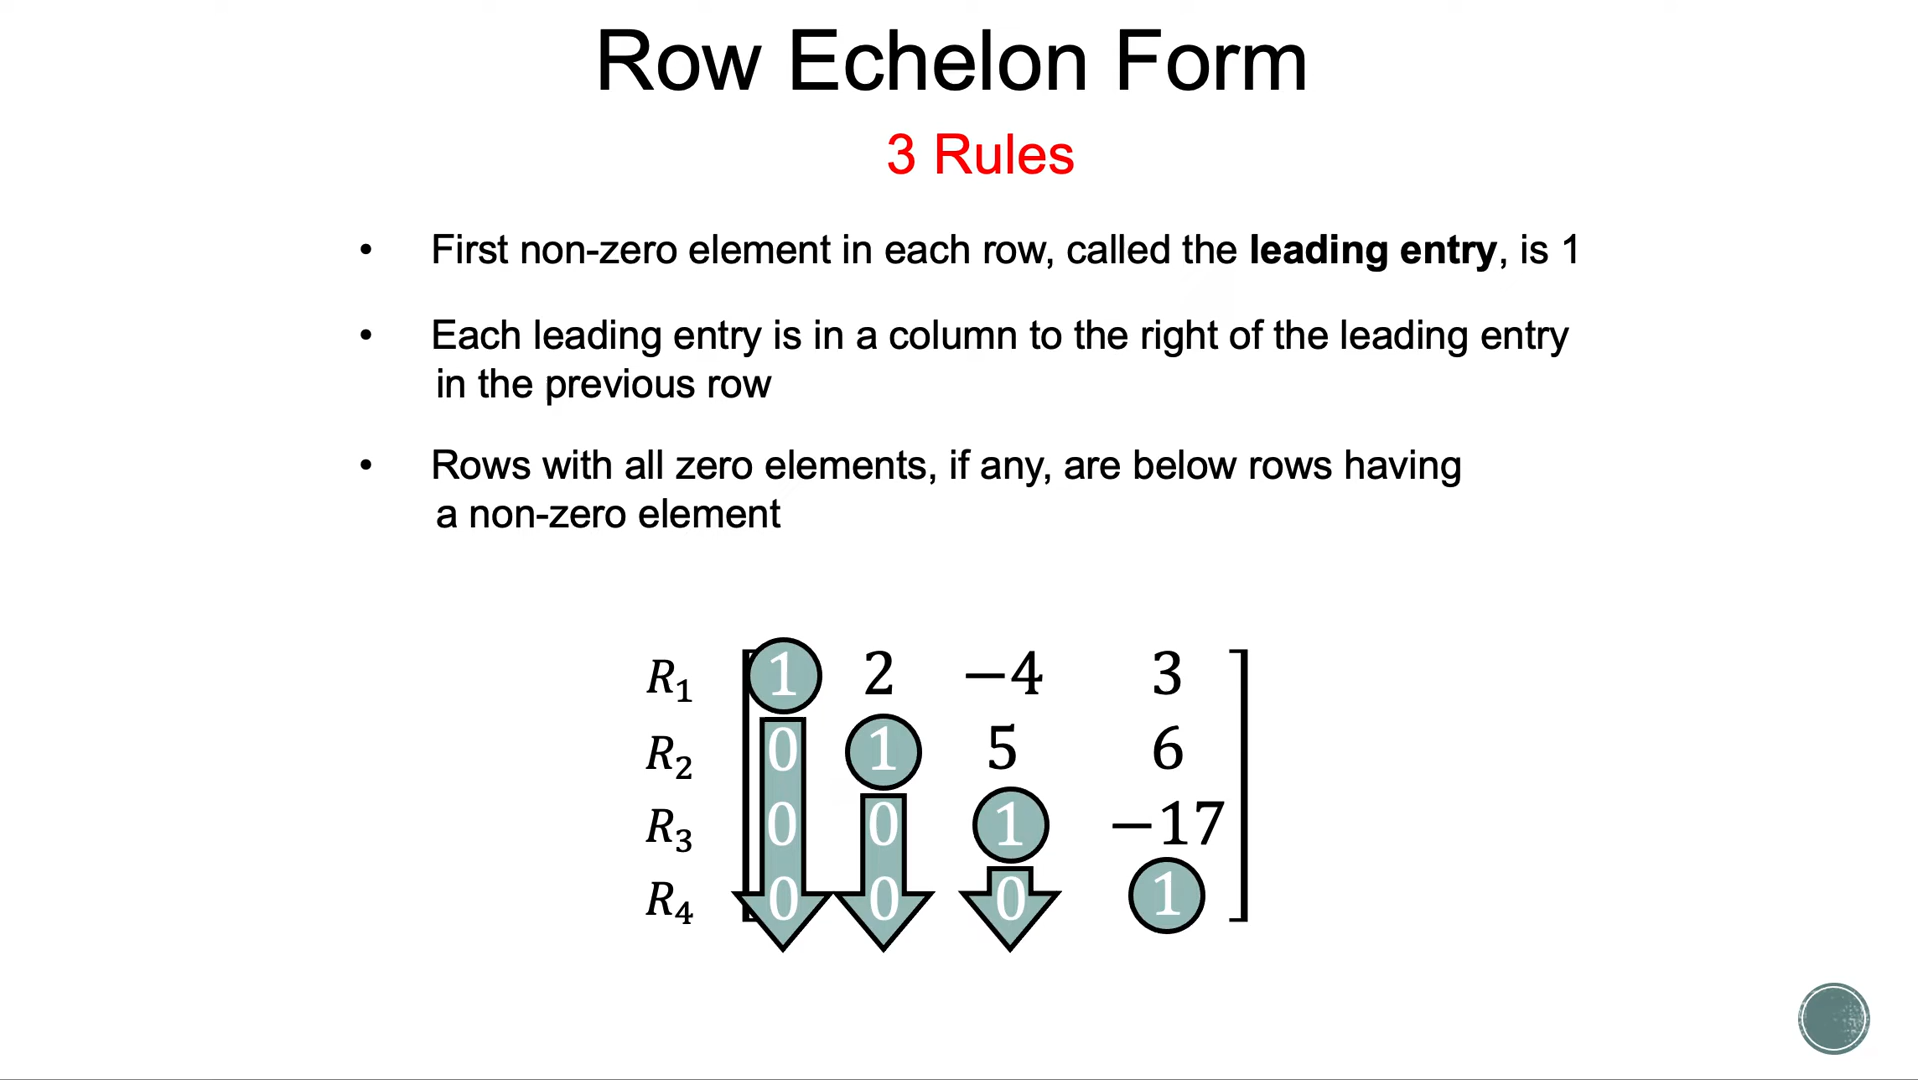 Row Echelon Form
3 Rules
• First non-zero element in each row, called the leading entry, is 1
• Each leading entry is in a column to the right of the leading entry
in the previous row
• Rows with all zero elements, if any, are below rows having
a non-zero element
R₁ 1 2 −4 3
R₂ 0 1 5 6
R₃ 0 0 1 −17
R₄ 0 0 0 1